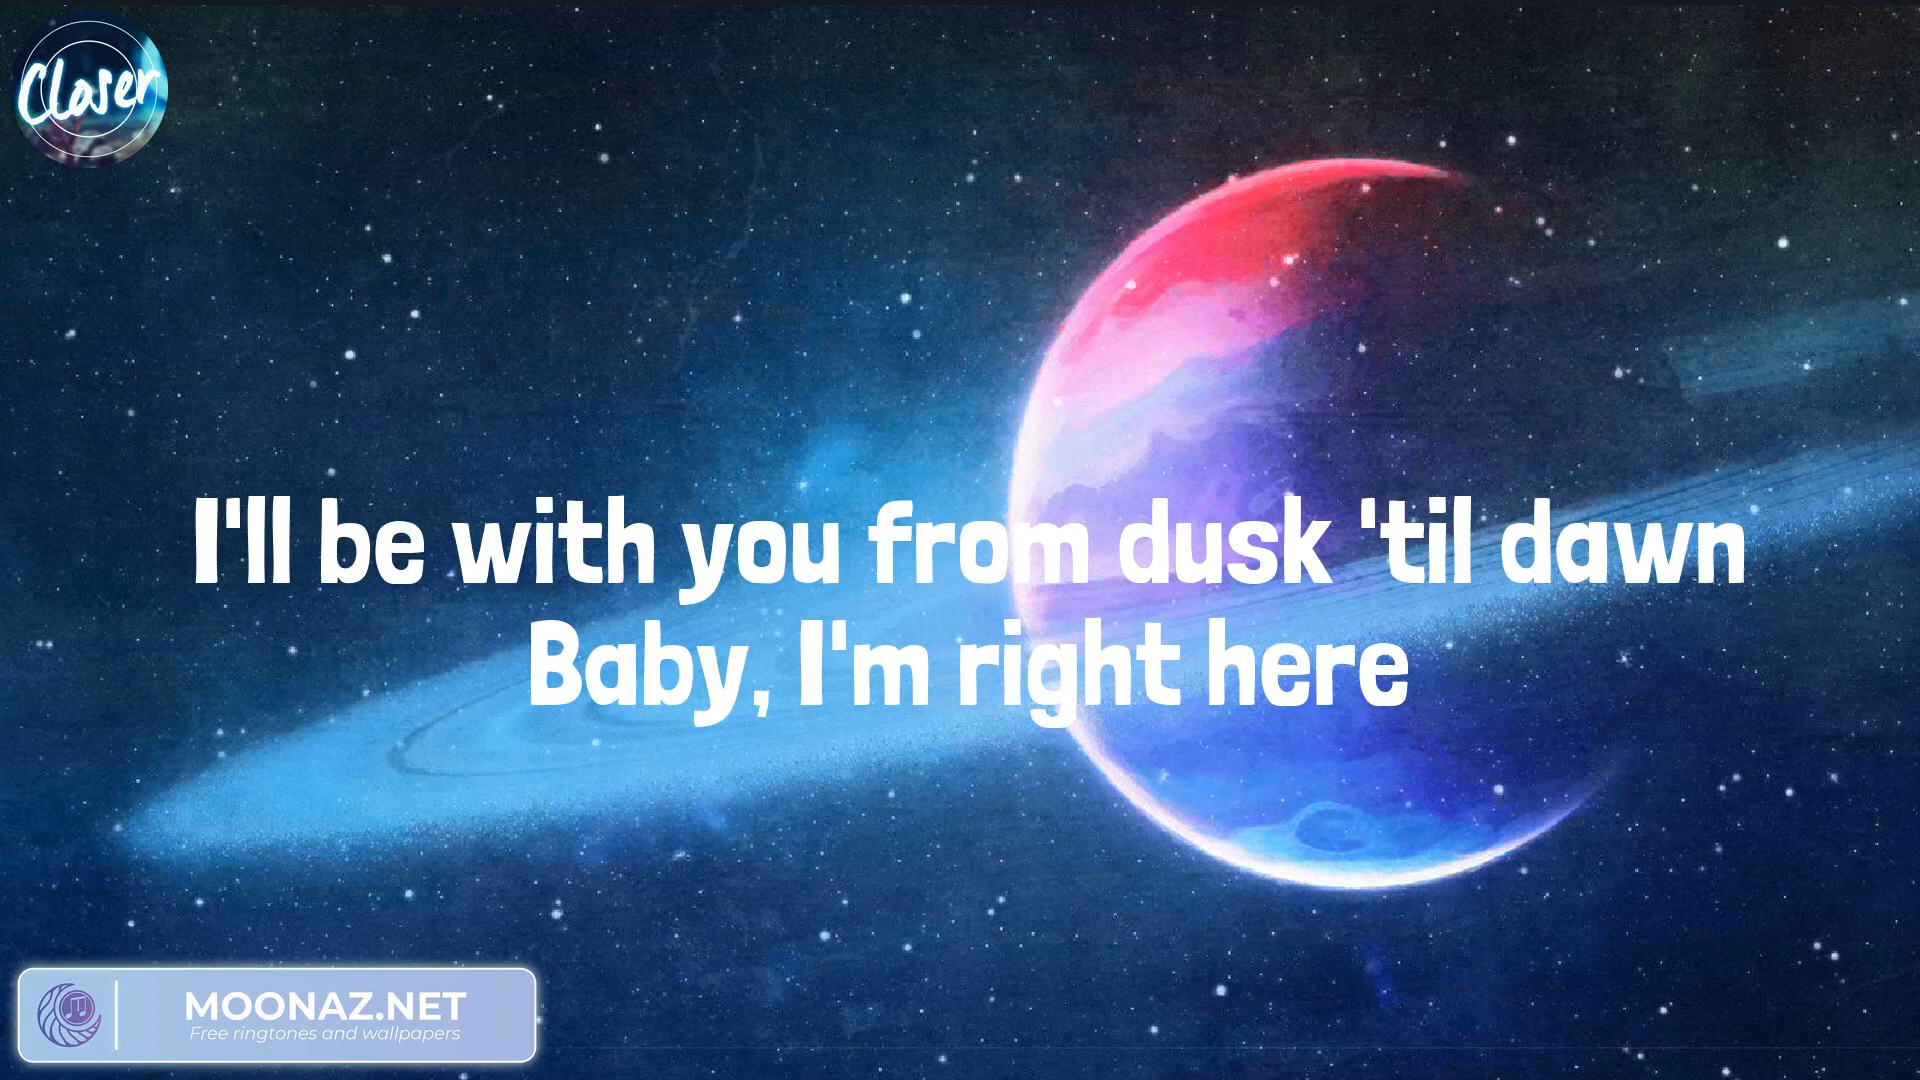 Closer
I'll be with you from dusk 'til dawn
Baby, I'm right here
MOONAZ.NET
Free ringtones and wallpapers